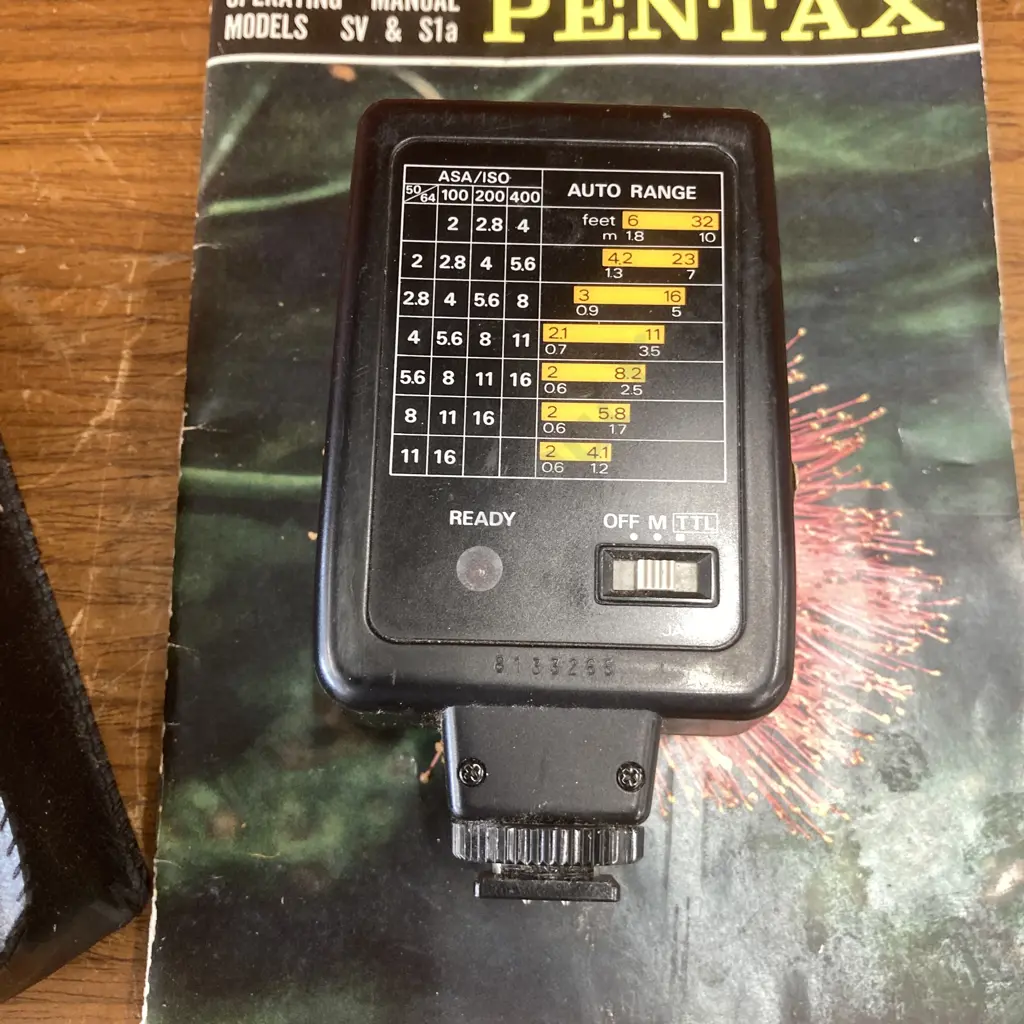 OPERATING MANUAL
MODELS SV & S1a
PENTAX
ASA/ISO AUTO RANGE
50/64 100 200 400
2 2.8 4 feet 6 32
m 1.8 10
2 2.8 4 5.6 4.2 23
1.3 7
2.8 4 5.6 8 3 16
0.9 5
4 5.6 8 11 2.1 11
0.7 3.5
5.6 8 11 16 2 8.2
0.6 2.5
8 11 16 2 5.8
0.6 1.7
11 16 2 4.1
0.6 1.2
READY OFF M TTL